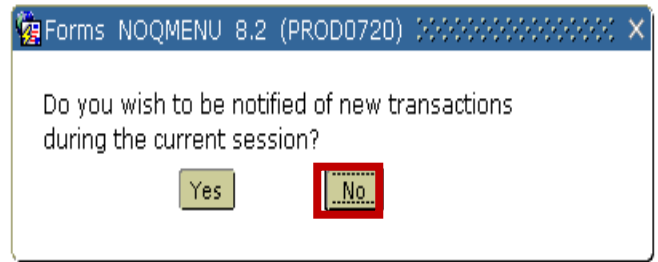 Forms NOQMENU 8.2 (PROD0720)
Do you wish to be notified of new transactions
during the current session?
Yes No